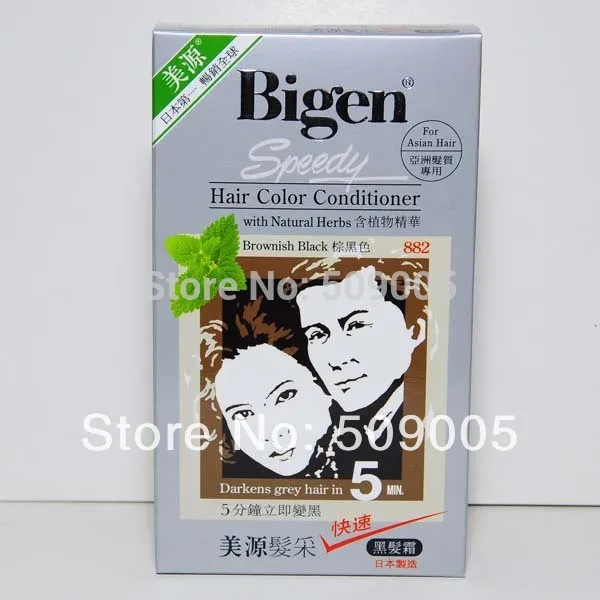 美源®
日本第一 暢銷全球
Bigen®
Speedy
For
Asian Hair
亞洲髮質
專用
Hair Color Conditioner
with Natural Herbs 含植物精華
Brownish Black 棕黑色 882
Store No: 509005
Store No: 509005
Darkens grey hair in 5 MIN.
5分鐘立即變黑
快速
美源髮采 黑髮霜
日本製造